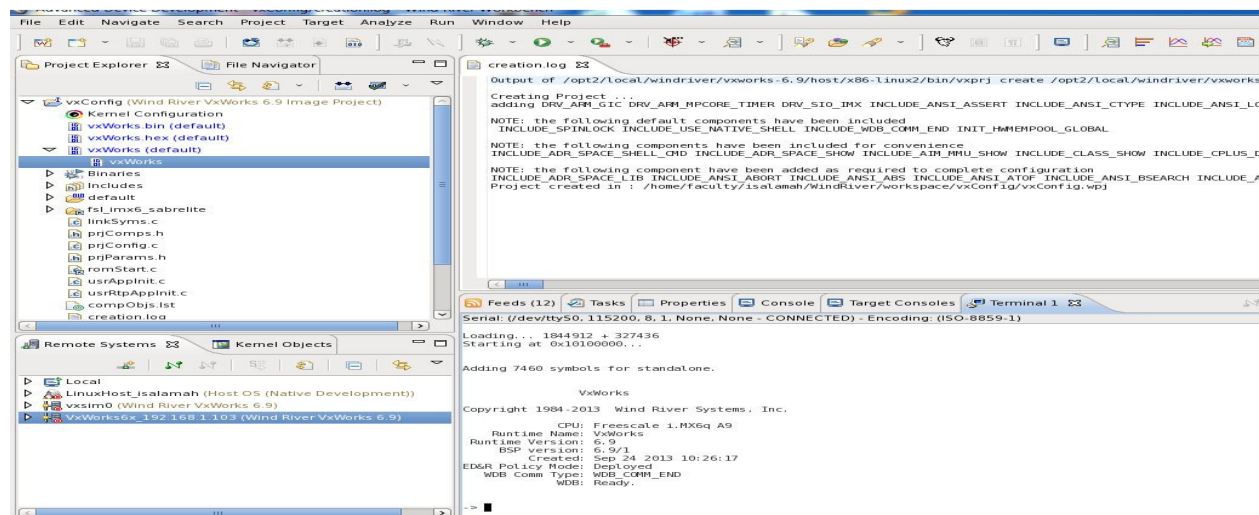 Advanced Device Development - vxConfig/creation.log - Wind River Workbench
File Edit Navigate Search Project Target Analyze Run Window Help
Project Explorer
File Navigator
vxConfig (Wind River VxWorks 6.9 Image Project)
Kernel Configuration
vxWorks.bin (default)
vxWorks.hex (default)
vxWorks (default)
vxWorks
Binaries
Includes
default
fsl_imx6_sabrelite
linkSyms.c
prjComps.h
prjConfig.c
prjParams.h
romStart.c
usrAppInit.c
usrRtpAppInit.c
compObjs.lst
creation.log
Remote Systems
Kernel Objects
Local
LinuxHost_isalamah (Host OS (Native Development))
vxsim0 (Wind River VxWorks 6.9)
VxWorks6x_192.168.1.103 (Wind River VxWorks 6.9)
creation.log
Output of /opt2/local/windriver/vxworks-6.9/host/x86-linux2/bin/vxprj create /opt2/local/windriver/vxworks
Creating Project ...
adding DRV_ARM_GIC DRV_ARM_MPCORE_TIMER DRV_SIO_IMX INCLUDE_ANSI_ASSERT INCLUDE_ANSI_CTYPE INCLUDE_ANSI_LO
NOTE: the following default components have been included
INCLUDE_SPINLOCK INCLUDE_USE_NATIVE_SHELL INCLUDE_WDB_COMM_END INIT_HWMEMPOOL_GLOBAL
NOTE: the following components have been included for convenience
INCLUDE_ADR_SPACE_SHELL_CMD INCLUDE_ADR_SPACE_SHOW INCLUDE_AIM_MMU_SHOW INCLUDE_CLASS_SHOW INCLUDE_CPLUS_D
NOTE: the following component have been added as required to complete configuration
INCLUDE_ADR_SPACE_LIB INCLUDE_ANSI_ABORT INCLUDE_ANSI_ABS INCLUDE_ANSI_ATOF INCLUDE_ANSI_BSEARCH INCLUDE_A
Project created in : /home/faculty/isalamah/WindRiver/workspace/vxConfig/vxConfig.wpj
Feeds (12) Tasks Properties Console Target Consoles Terminal 1
Serial: (/dev/ttyS0, 115200, 8, 1, None, None - CONNECTED) - Encoding: (ISO-8859-1)
Loading... 1844912 + 327436
Starting at 0x10100000...
Adding 7460 symbols for standalone.
VxWorks
Copyright 1984-2013 Wind River Systems, Inc.
CPU: Freescale i.MX6q A9
Runtime Name: VxWorks
Runtime Version: 6.9
BSP version: 6.9/1
Created: Sep 24 2013 10:26:17
ED&R Policy Mode: Deployed
WDB Comm Type: WDB_COMM_END
WDB: Ready.
->